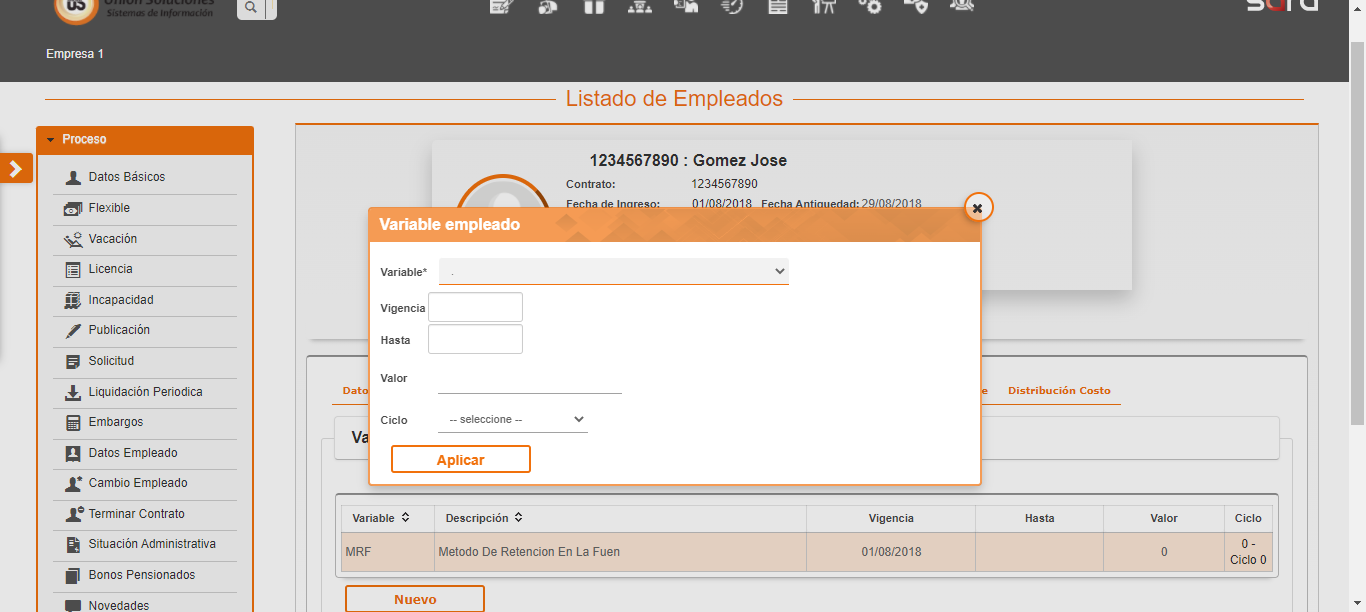 05
Union Soluciones
Sistemas de Información
sara
Empresa 1
Listado de Empleados
Proceso
Datos Básicos
Flexible
Vacación
Licencia
Incapacidad
Publicación
Solicitud
Liquidación Periodica
Embargos
Datos Empleado
Cambio Empleado
Terminar Contrato
Situación Administrativa
Bonos Pensionados
Novedades
1234567890 : Gomez Jose
Contrato: 1234567890
Fecha de Ingreso: 01/08/2018 Fecha Antiguedad: 29/08/2018
Variable empleado
Variable* .
Vigencia
Hasta
Valor
Ciclo -- seleccione --
Aplicar
Dato
e Distribución Costo
Va
Variable Descripción Vigencia Hasta Valor Ciclo
MRF Metodo De Retencion En La Fuen 01/08/2018 0 0 - Ciclo 0
Nuevo